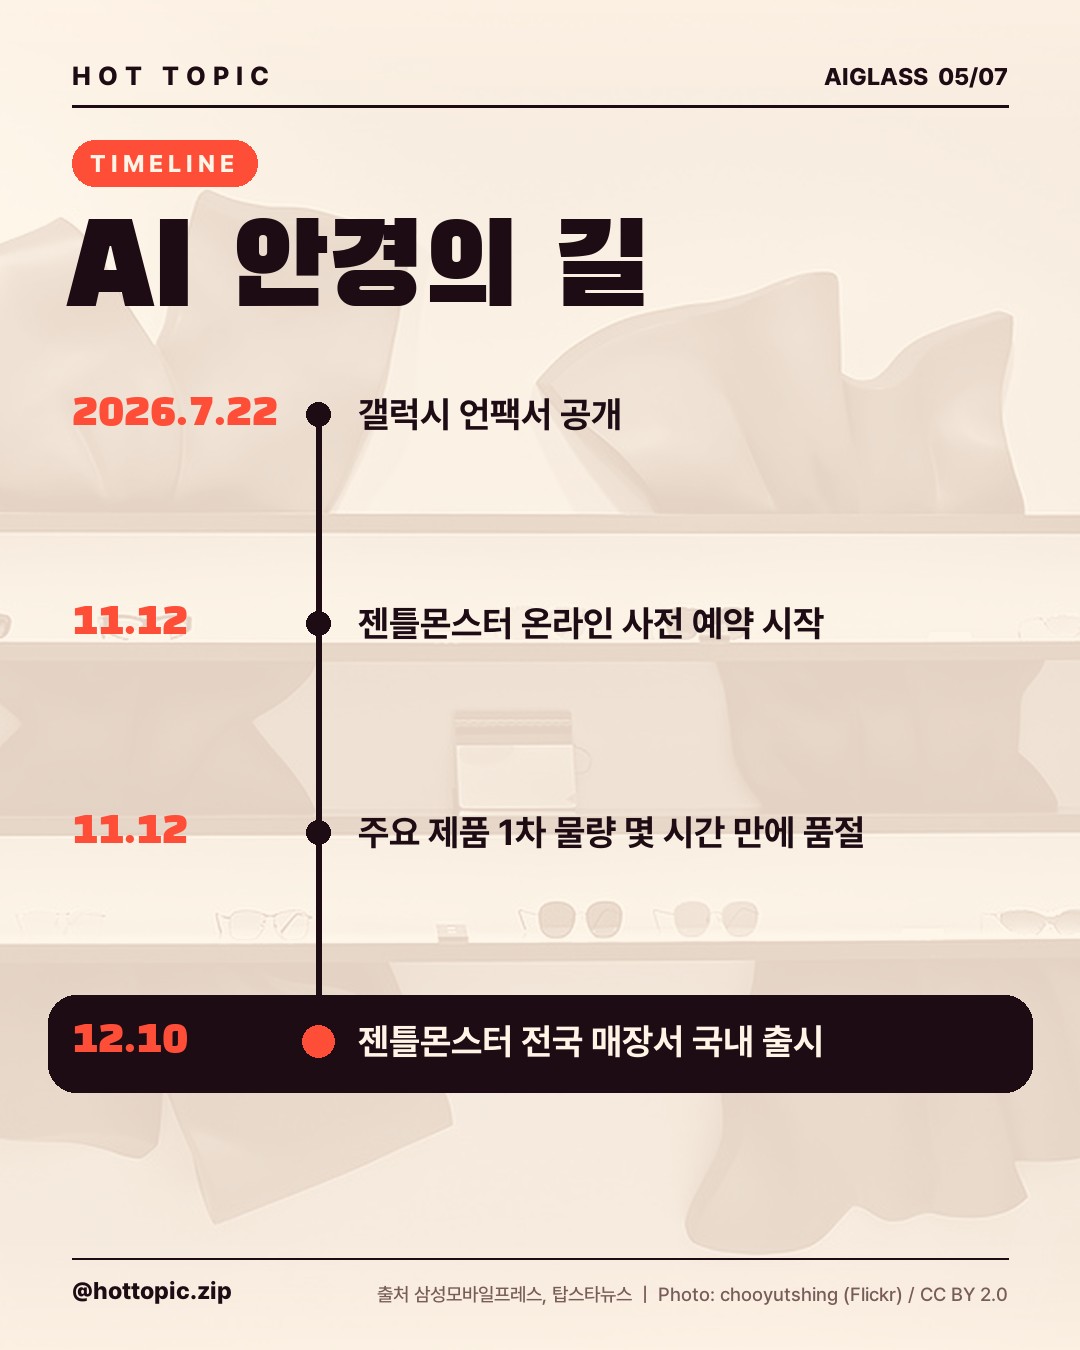 HOT TOPIC
AIGLASS 05/07
TIMELINE
AI 안경의 길
2026.7.22 갤럭시 언팩서 공개
11.12 젠틀몬스터 온라인 사전 예약 시작
11.12 주요 제품 1차 물량 몇 시간 만에 품절
12.10 젠틀몬스터 전국 매장서 국내 출시
@hottopic.zip
출처 삼성모바일프레스, 탑스타뉴스 | Photo: chooyutshing (Flickr) / CC BY 2.0